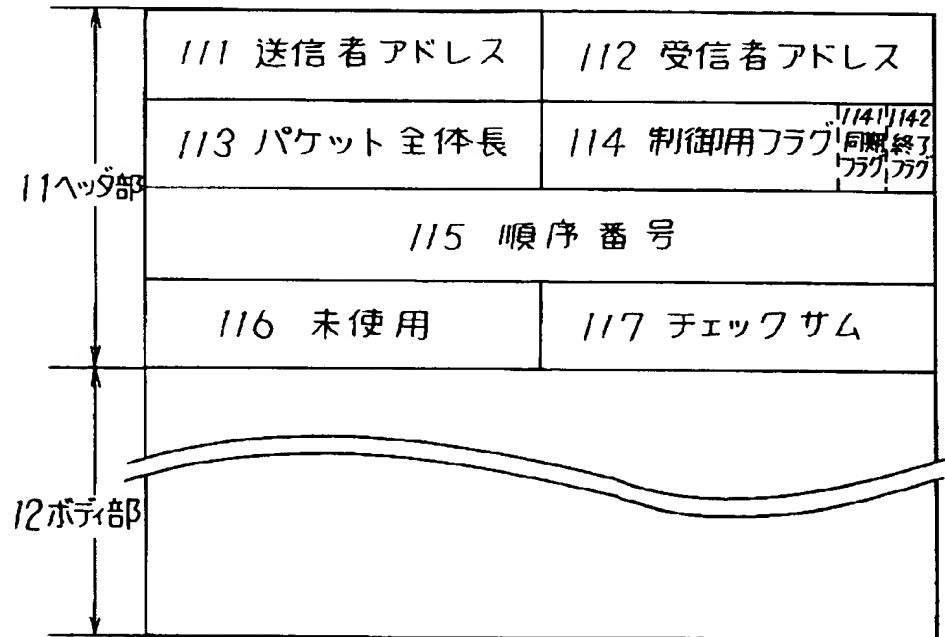 111 送信者アドレス 112 受信者アドレス
113 パケット全体長 114 制御用フラグ 1141 同期フラグ 1142 終了フラグ
11ヘッダ部
115 順序番号
116 未使用 117 チェックサム
12ボディ部